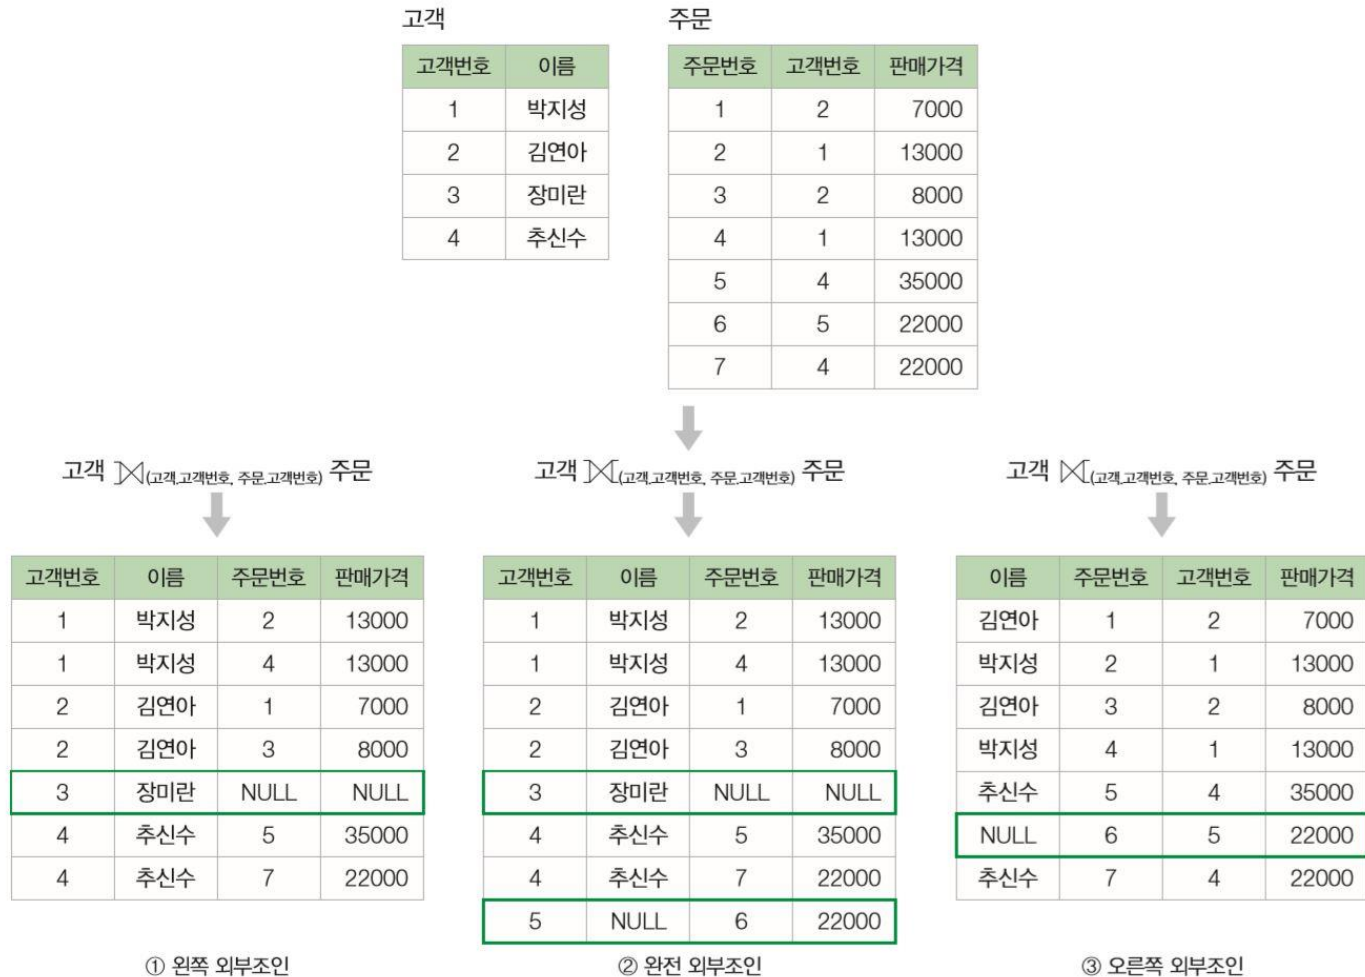 고객
고객번호 이름
1 박지성
2 김연아
3 장미란
4 추신수
주문
주문번호 고객번호 판매가격
1 2 7000
2 1 13000
3 2 8000
4 1 13000
5 4 35000
6 5 22000
7 4 22000
고객 ⟕(고객.고객번호, 주문.고객번호) 주문
고객번호 이름 주문번호 판매가격
1 박지성 2 13000
1 박지성 4 13000
2 김연아 1 7000
2 김연아 3 8000
3 장미란 NULL NULL
4 추신수 5 35000
4 추신수 7 22000
① 왼쪽 외부조인
고객 ⟗(고객.고객번호, 주문.고객번호) 주문
고객번호 이름 주문번호 판매가격
1 박지성 2 13000
1 박지성 4 13000
2 김연아 1 7000
2 김연아 3 8000
3 장미란 NULL NULL
4 추신수 5 35000
4 추신수 7 22000
5 NULL 6 22000
② 완전 외부조인
고객 ⟖(고객.고객번호, 주문.고객번호) 주문
이름 주문번호 고객번호 판매가격
김연아 1 2 7000
박지성 2 1 13000
김연아 3 2 8000
박지성 4 1 13000
추신수 5 4 35000
NULL 6 5 22000
추신수 7 4 22000
③ 오른쪽 외부조인